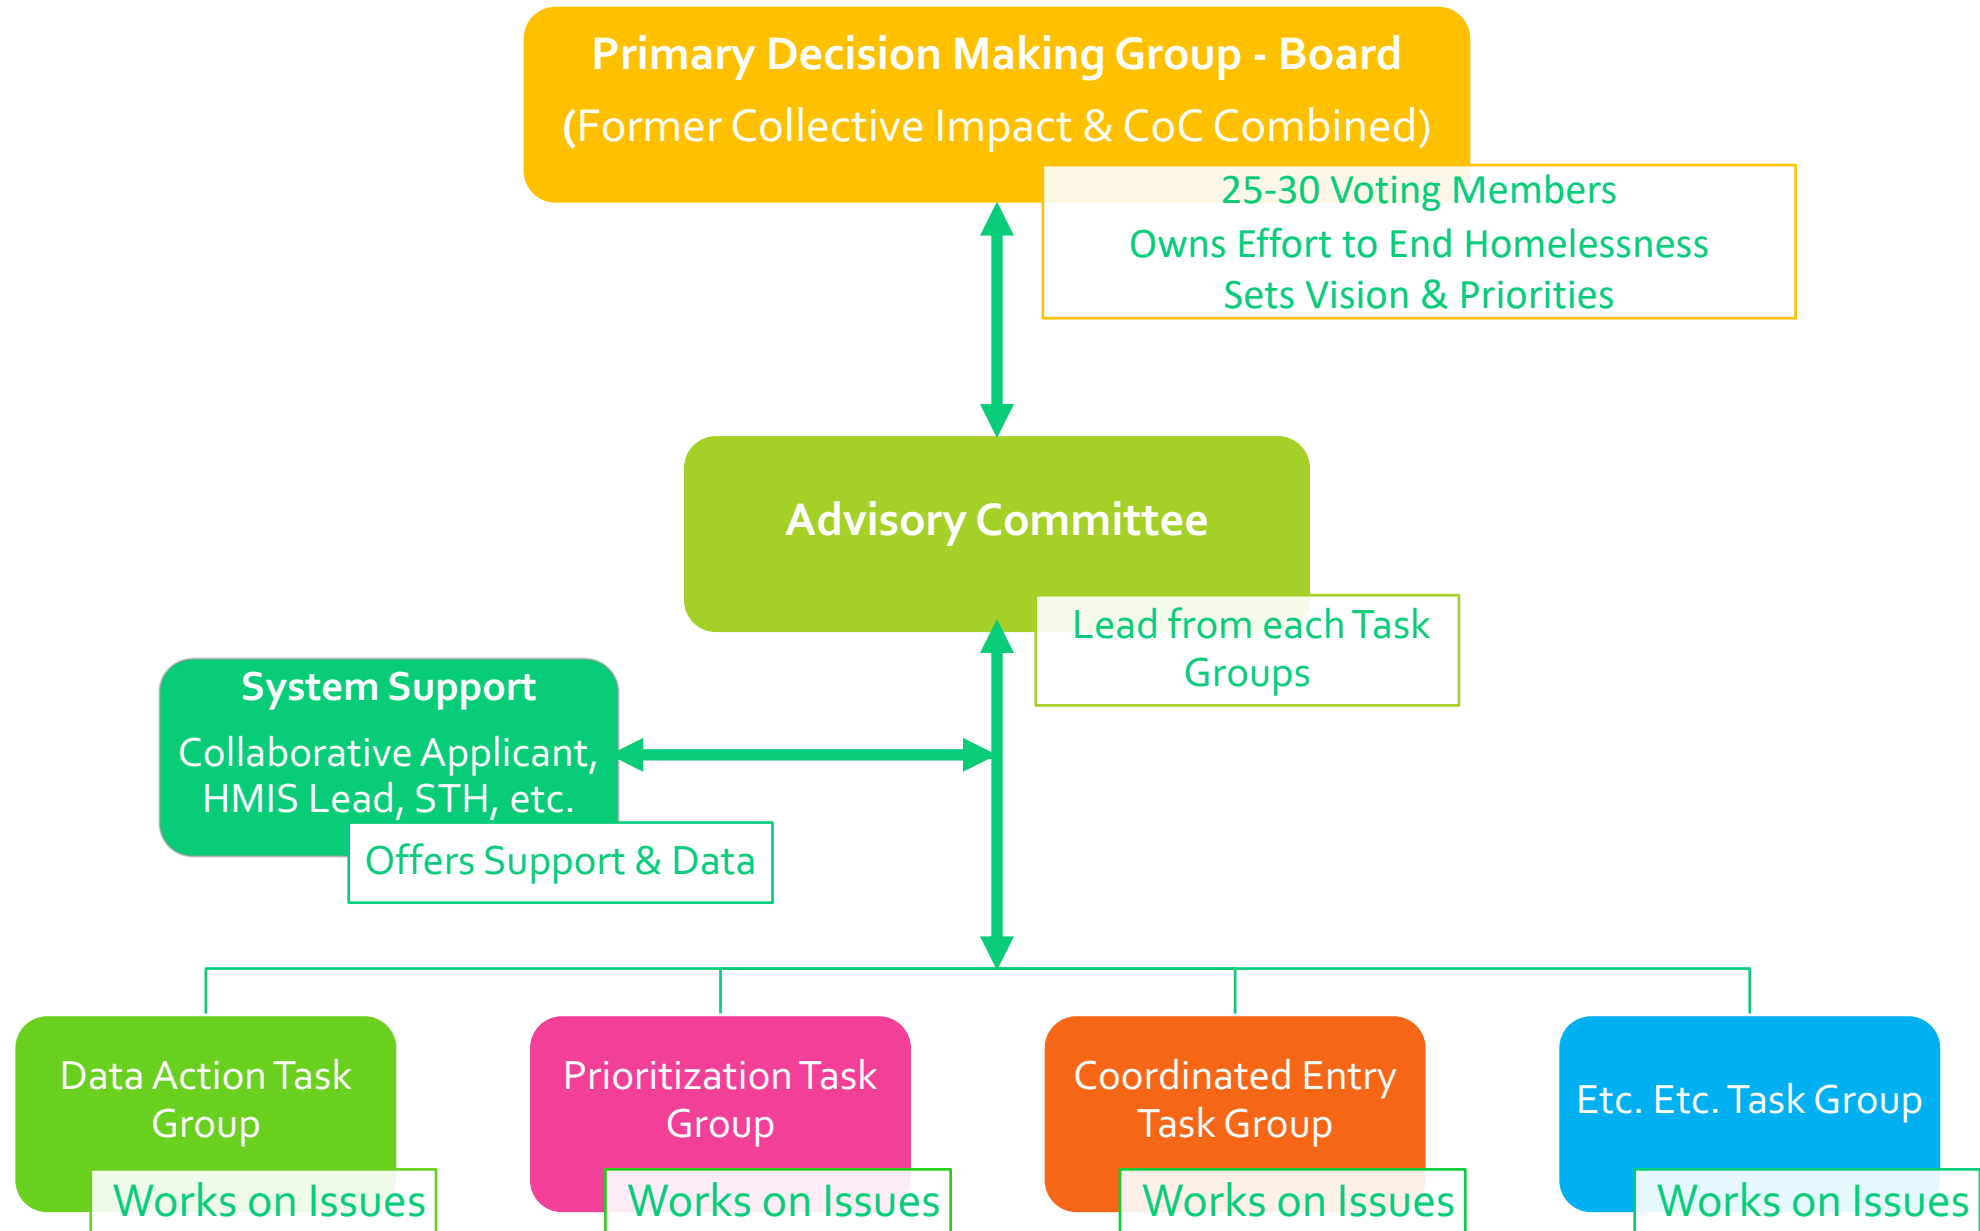 Primary Decision Making Group - Board
(Former Collective Impact & CoC Combined)
25-30 Voting Members
Owns Effort to End Homelessness
Sets Vision & Priorities
Advisory Committee
Lead from each Task
Groups
System Support
Collaborative Applicant,
HMIS Lead, STH, etc.
Offers Support & Data
Data Action Task
Group
Works on Issues
Prioritization Task
Group
Works on Issues
Coordinated Entry
Task Group
Works on Issues
Etc. Etc. Task Group
Works on Issues